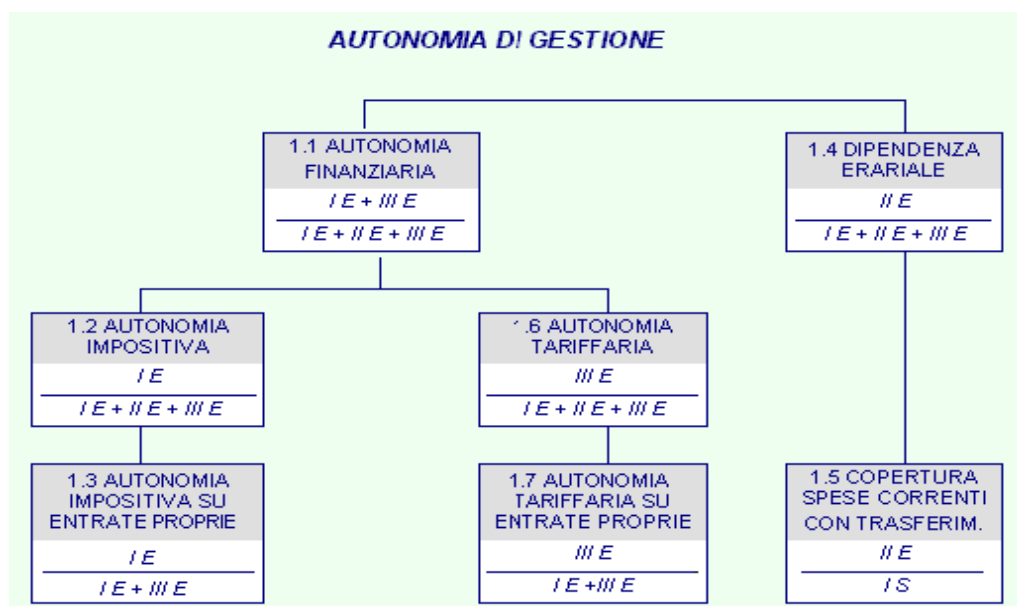 AUTONOMIA DI GESTIONE
1.1 AUTONOMIA
FINANZIARIA
I E + III E
I E + II E + III E
1.4 DIPENDENZA
ERARIALE
II E
I E + II E + III E
1.2 AUTONOMIA
IMPOSITIVA
I E
I E + II E + III E
1.6 AUTONOMIA
TARIFFARIA
III E
I E + II E + III E
1.3 AUTONOMIA
IMPOSITIVA SU
ENTRATE PROPRIE
I E
I E + III E
1.7 AUTONOMIA
TARIFFARIA SU
ENTRATE PROPRIE
III E
I E +III E
1.5 COPERTURA
SPESE CORRENTI
CON TRASFERIM.
II E
I S